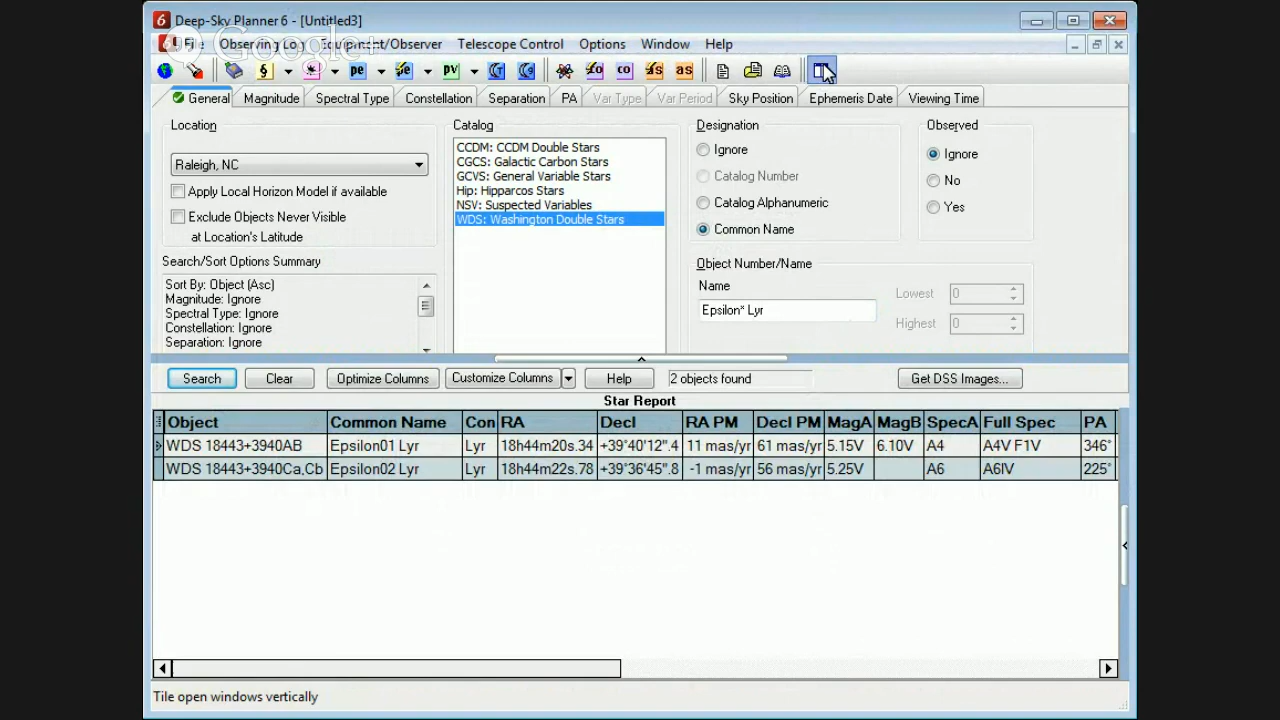 Deep-Sky Planner 6 - [Untitled3]
File Observing Log Equipment/Observer Telescope Control Options Window Help
Google+
§ pe pv co as as
General Magnitude Spectral Type Constellation Separation PA Var Type Var Period Sky Position Ephemeris Date Viewing Time
Location
Raleigh, NC
Apply Local Horizon Model if available
Exclude Objects Never Visible
at Location's Latitude
Search/Sort Options Summary
Sort By: Object (Asc)
Magnitude: Ignore
Spectral Type: Ignore
Constellation: Ignore
Separation: Ignore
Catalog
CCDM: CCDM Double Stars
CGCS: Galactic Carbon Stars
GCVS: General Variable Stars
Hip: Hipparcos Stars
NSV: Suspected Variables
WDS: Washington Double Stars
Designation
Ignore
Catalog Number
Catalog Alphanumeric
Common Name
Observed
Ignore
No
Yes
Object Number/Name
Name
Epsilon* Lyr
Lowest 0
Highest 0
Search Clear Optimize Columns Customize Columns Help 2 objects found Get DSS Images...
Star Report
Object Common Name Con RA Decl RA PM Decl PM MagA MagB SpecA Full Spec PA
WDS 18443+3940AB Epsilon01 Lyr Lyr 18h44m20s.34 +39°40'12".4 11 mas/yr 61 mas/yr 5.15V 6.10V A4 A4V F1V 346°
WDS 18443+3940Ca,Cb Epsilon02 Lyr Lyr 18h44m22s.78 +39°36'45".8 -1 mas/yr 56 mas/yr 5.25V A6 A6IV 225°
Tile open windows vertically